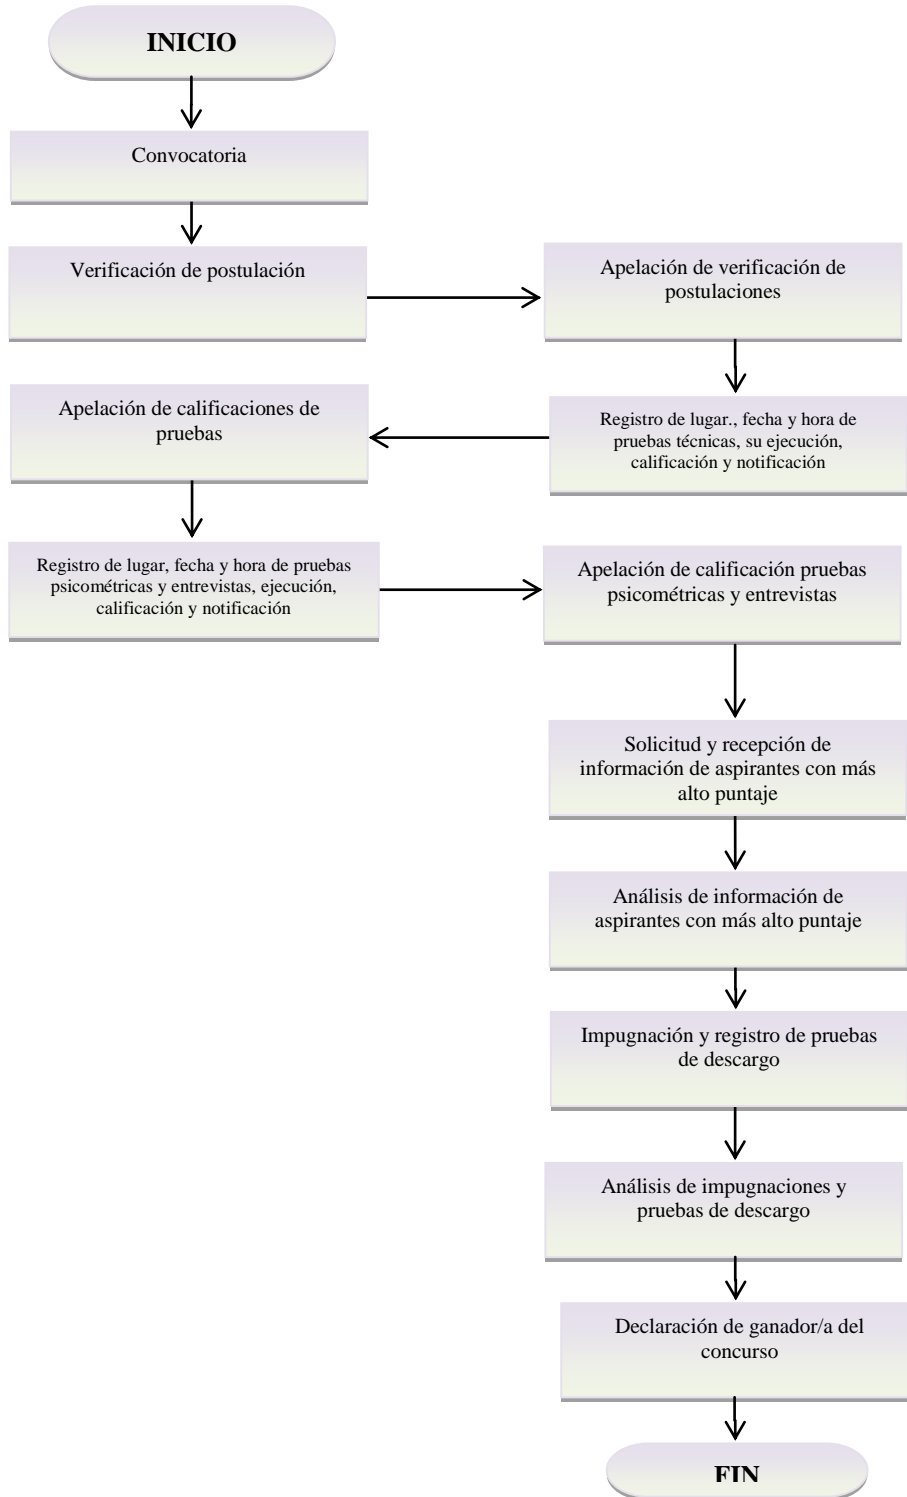 INICIO
Convocatoria
Verificación de postulación
Apelación de verificación de
postulaciones
Registro de lugar., fecha y hora de
pruebas técnicas, su ejecución,
calificación y notificación
Apelación de calificaciones de
pruebas
Registro de lugar, fecha y hora de pruebas
psicométricas y entrevistas, ejecución,
calificación y notificación
Apelación de calificación pruebas
psicométricas y entrevistas
Solicitud y recepción de
información de aspirantes con más
alto puntaje
Análisis de información de
aspirantes con más alto puntaje
Impugnación y registro de pruebas
de descargo
Análisis de impugnaciones y
pruebas de descargo
Declaración de ganador/a del
concurso
FIN